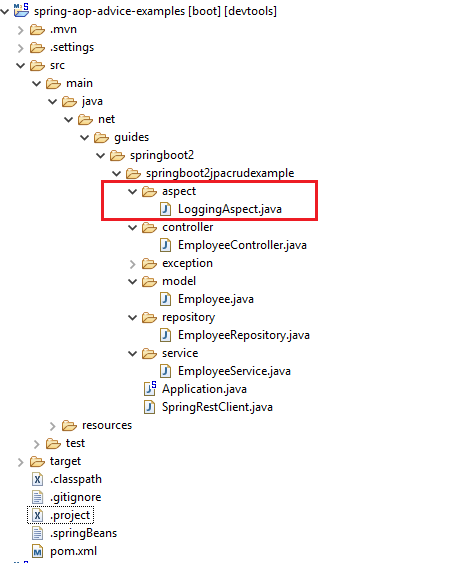 spring-aop-advice-examples [boot] [devtools]
.mvn
.settings
src
main
java
net
guides
springboot2
springboot2jpacrudexample
aspect
LoggingAspect.java
controller
EmployeeController.java
exception
model
Employee.java
repository
EmployeeRepository.java
service
EmployeeService.java
Application.java
SpringRestClient.java
resources
test
target
.classpath
.gitignore
.project
.springBeans
pom.xml